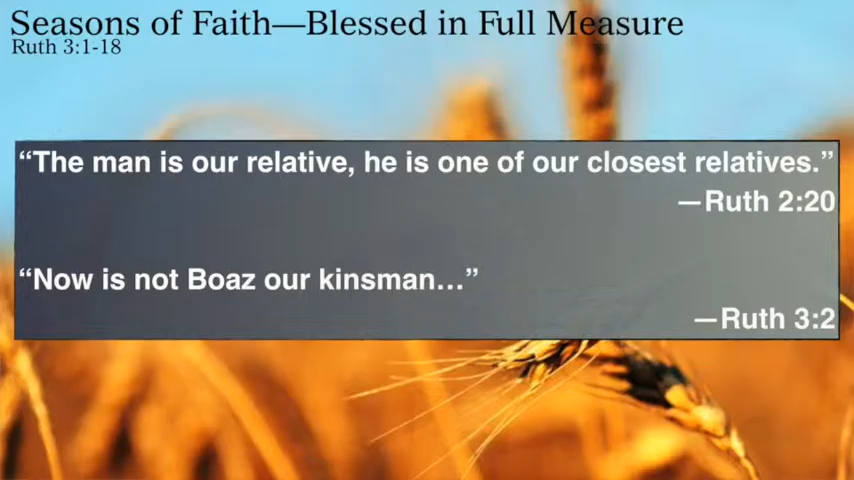 Seasons of Faith—Blessed in Full Measure
Ruth 3:1-18
“The man is our relative, he is one of our closest relatives.”
—Ruth 2:20
“Now is not Boaz our kinsman…”
—Ruth 3:2